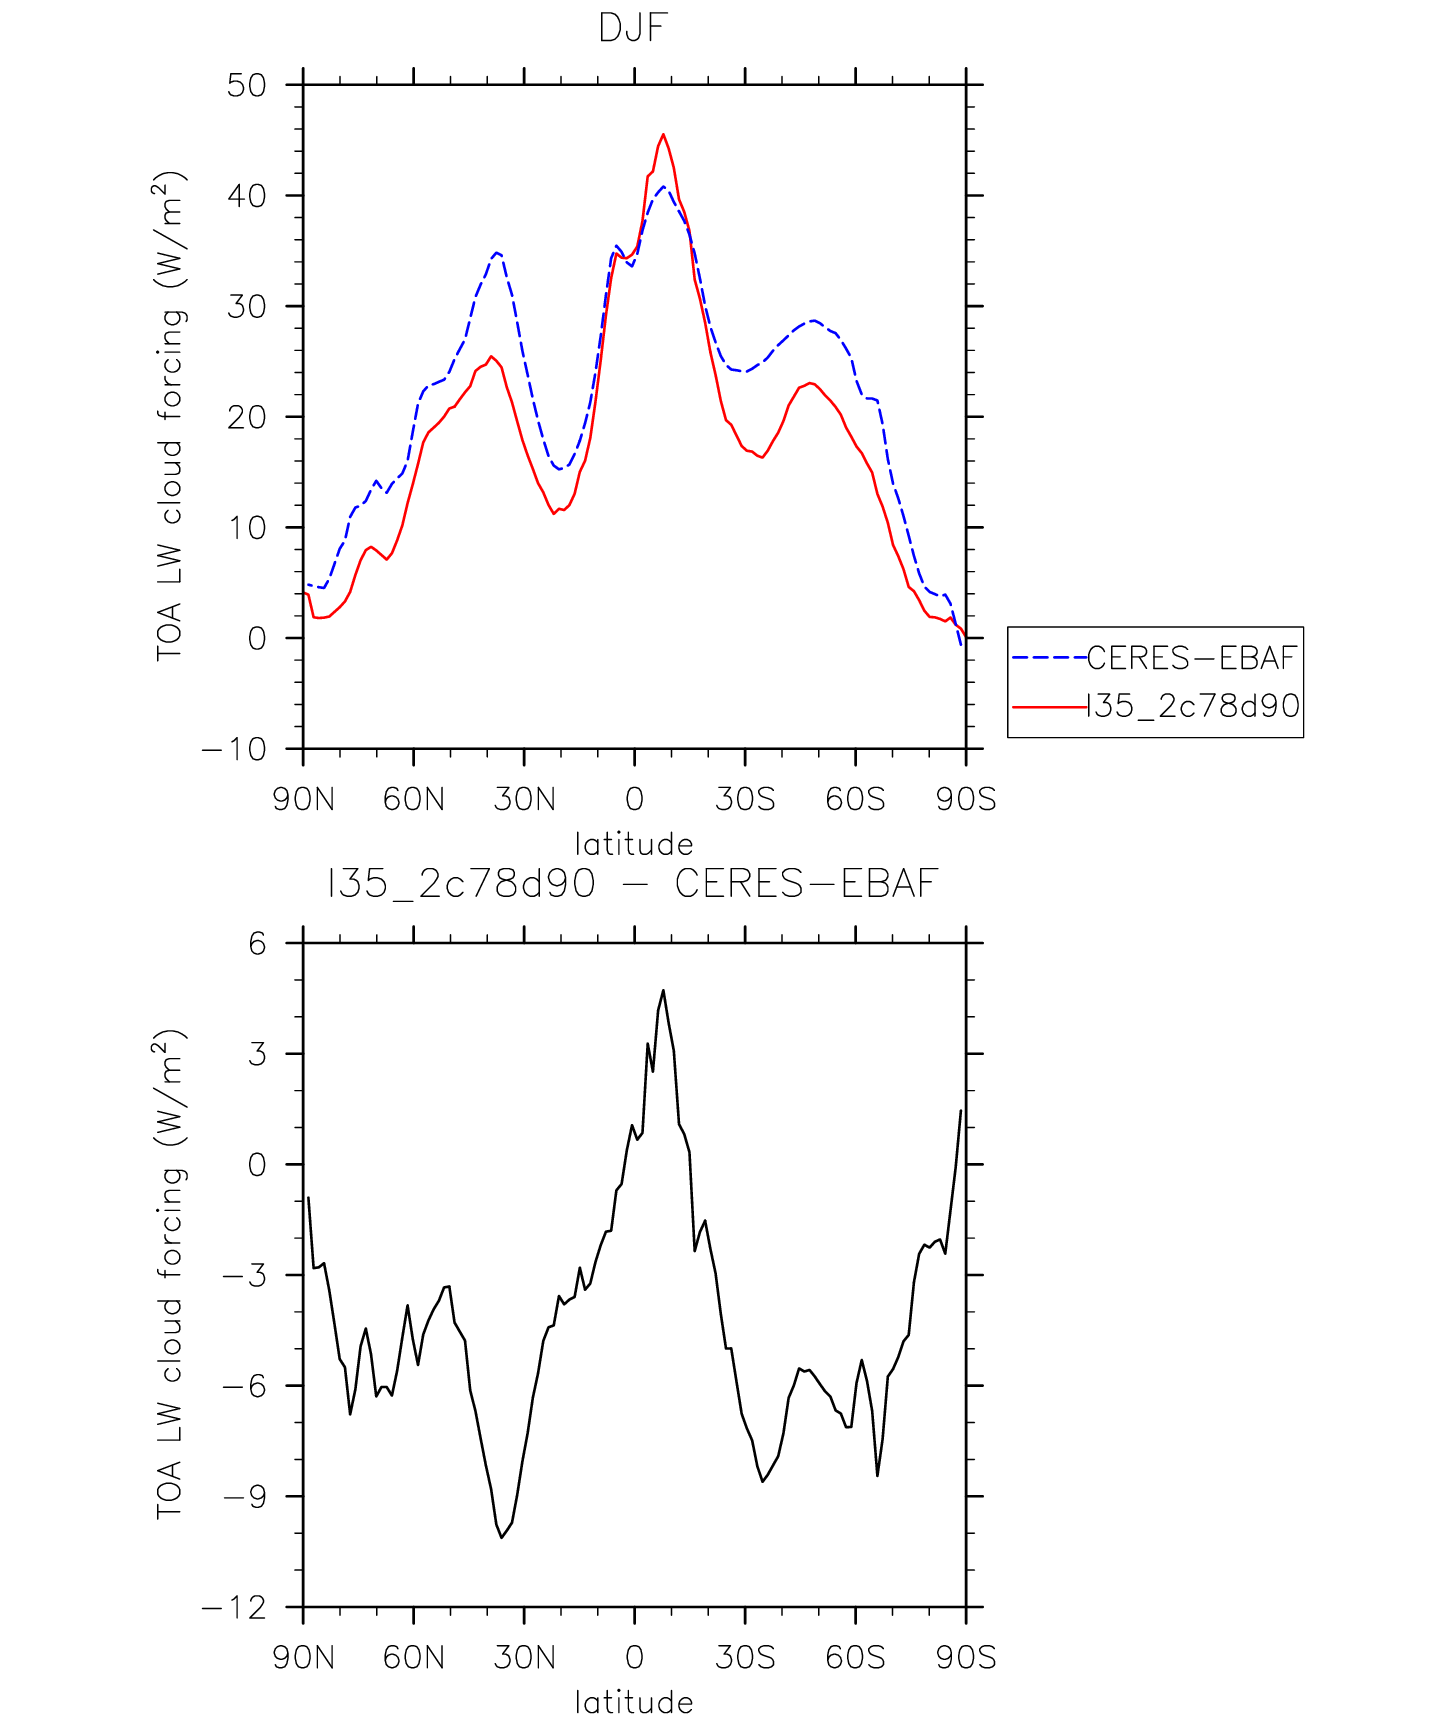 DJF
TOA LW cloud forcing (W/m²)
50
40
30
20
10
0
−10
90N 60N 30N 0 30S 60S 90S
latitude
CERES−EBAF
I35_2c78d90
I35_2c78d90 − CERES−EBAF
TOA LW cloud forcing (W/m²)
6
3
0
−3
−6
−9
−12
90N 60N 30N 0 30S 60S 90S
latitude